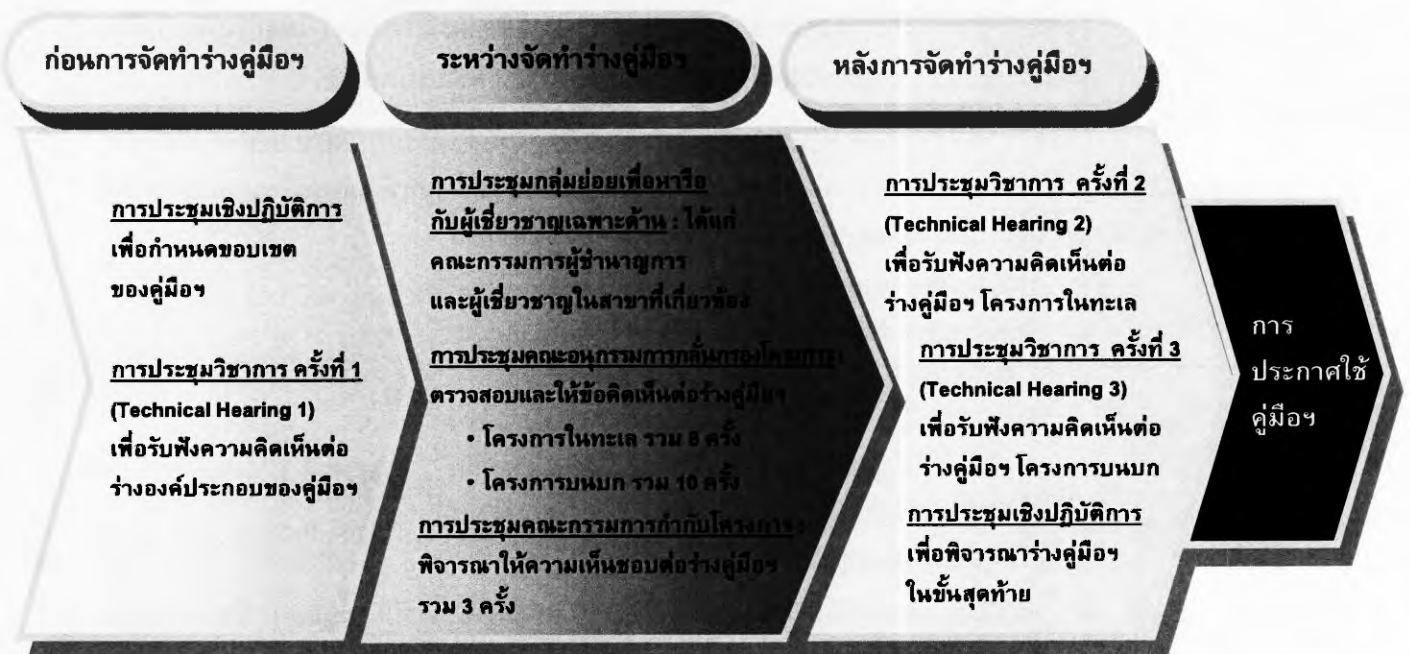 ก่อนการจัดทำร่างคู่มือฯ
ระหว่างจัดทำร่างคู่มือฯ
หลังการจัดทำร่างคู่มือฯ
การประชุมเชิงปฏิบัติการ
เพื่อกำหนดขอบเขต
ของคู่มือฯ
การประชุมวิชาการ ครั้งที่ 1
(Technical Hearing 1)
เพื่อรับฟังความคิดเห็นต่อ
ร่างองค์ประกอบของคู่มือฯ
การประชุมกลุ่มย่อยเพื่อหารือ
กับผู้เชี่ยวชาญเฉพาะด้าน : ได้แก่
คณะกรรมการผู้ชำนาญการ
และผู้เชี่ยวชาญในสาขาที่เกี่ยวข้อง
การประชุมคณะอนุกรรมการกลั่นกรองโครงการ:
ตรวจสอบและให้ข้อคิดเห็นต่อร่างคู่มือฯ
• โครงการในทะเล รวม 8 ครั้ง
• โครงการบนบก รวม 10 ครั้ง
การประชุมคณะกรรมการกำกับโครงการ :
พิจารณาให้ความเห็นชอบต่อร่างคู่มือฯ
รวม 3 ครั้ง
การประชุมวิชาการ ครั้งที่ 2
(Technical Hearing 2)
เพื่อรับฟังความคิดเห็นต่อ
ร่างคู่มือฯ โครงการในทะเล
การประชุมวิชาการ ครั้งที่ 3
(Technical Hearing 3)
เพื่อรับฟังความคิดเห็นต่อ
ร่างคู่มือฯ โครงการบนบก
การประชุมเชิงปฏิบัติการ
เพื่อพิจารณาร่างคู่มือฯ
ในขั้นสุดท้าย
การ
ประกาศใช้
คู่มือฯ